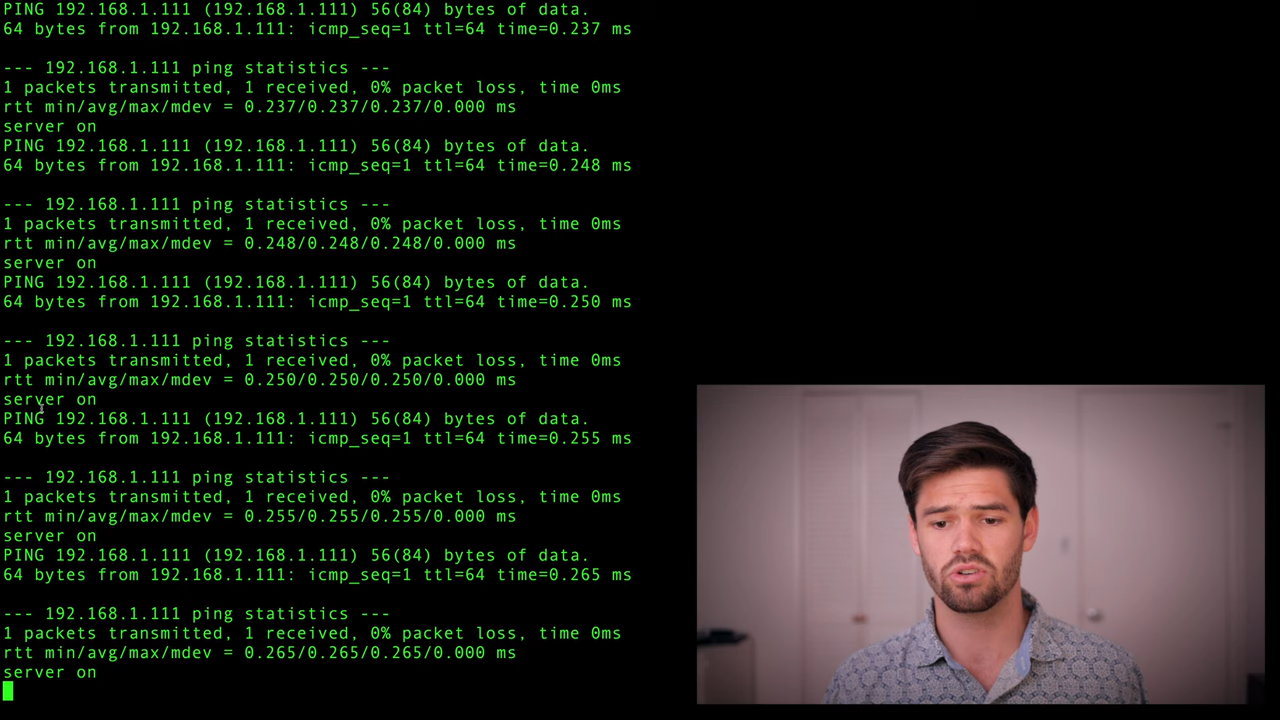 PING 192.168.1.111 (192.168.1.111) 56(84) bytes of data.
64 bytes from 192.168.1.111: icmp_seq=1 ttl=64 time=0.237 ms
--- 192.168.1.111 ping statistics ---
1 packets transmitted, 1 received, 0% packet loss, time 0ms
rtt min/avg/max/mdev = 0.237/0.237/0.237/0.000 ms
server on
PING 192.168.1.111 (192.168.1.111) 56(84) bytes of data.
64 bytes from 192.168.1.111: icmp_seq=1 ttl=64 time=0.248 ms
--- 192.168.1.111 ping statistics ---
1 packets transmitted, 1 received, 0% packet loss, time 0ms
rtt min/avg/max/mdev = 0.248/0.248/0.248/0.000 ms
server on
PING 192.168.1.111 (192.168.1.111) 56(84) bytes of data.
64 bytes from 192.168.1.111: icmp_seq=1 ttl=64 time=0.250 ms
--- 192.168.1.111 ping statistics ---
1 packets transmitted, 1 received, 0% packet loss, time 0ms
rtt min/avg/max/mdev = 0.250/0.250/0.250/0.000 ms
server on
PING 192.168.1.111 (192.168.1.111) 56(84) bytes of data.
64 bytes from 192.168.1.111: icmp_seq=1 ttl=64 time=0.255 ms
--- 192.168.1.111 ping statistics ---
1 packets transmitted, 1 received, 0% packet loss, time 0ms
rtt min/avg/max/mdev = 0.255/0.255/0.255/0.000 ms
server on
PING 192.168.1.111 (192.168.1.111) 56(84) bytes of data.
64 bytes from 192.168.1.111: icmp_seq=1 ttl=64 time=0.265 ms
--- 192.168.1.111 ping statistics ---
1 packets transmitted, 1 received, 0% packet loss, time 0ms
rtt min/avg/max/mdev = 0.265/0.265/0.265/0.000 ms
server on